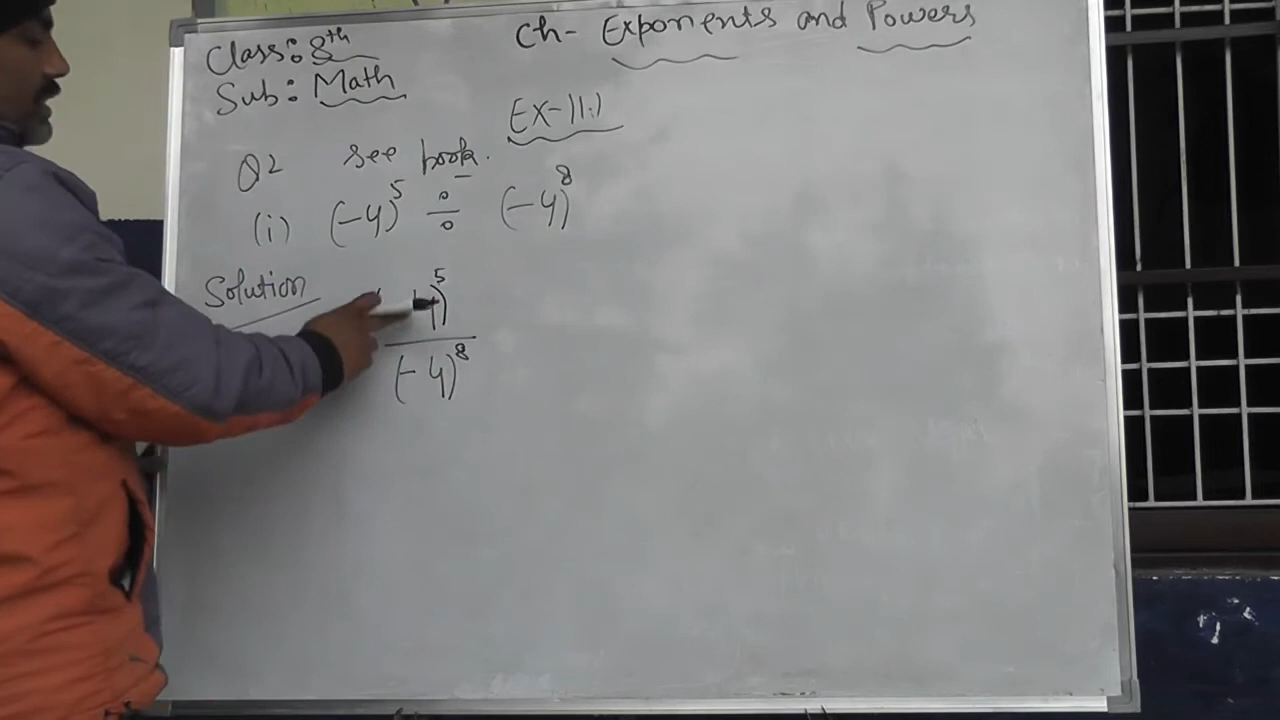 Ch- Exponents and Powers
Class: 8th
Sub: Math
EX-11.1
Q2 see book.
(i) (-4)^5 ÷ (-4)^8
Solution
)^5
(-4)^8